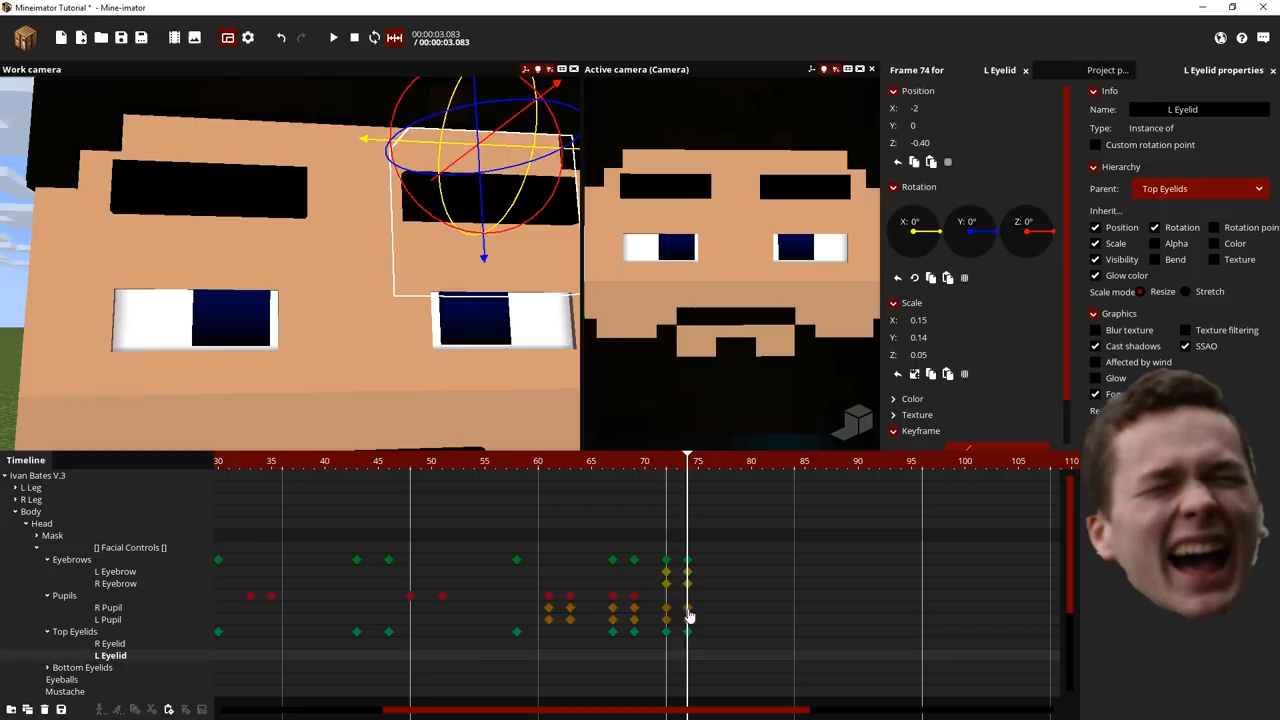 Mineimator Tutorial * - Mine-imator
00:00:03.083
/ 00:00:03.083
Work camera
Active camera (Camera)
Frame 74 for L Eyelid
Position
X: -2
Y: 0
Z: -0.40
Rotation
X: 0° Y: 0° Z: 0°
Scale
X: 0.15
Y: 0.14
Z: 0.05
Color
Texture
Keyframe
Project p...
L Eyelid properties
Info
Name: L Eyelid
Type: Instance of
Custom rotation point
Hierarchy
Parent: Top Eyelids
Inherit...
Position Rotation Rotation poin
Scale Alpha Color
Visibility Bend Texture
Glow color
Scale mode Resize Stretch
Graphics
Blur texture Texture filtering
Cast shadows SSAO
Affected by wind
Glow
Timeline
30 40 45 50 55 60 65 70 75 80 85 90 95 100 105 110
Ivan Bates V.3
L Leg
R Leg
Body
Head
Mask
[] Facial Controls []
Eyebrows
L Eyebrow
R Eyebrow
Pupils
R Pupil
L Pupil
Top Eyelids
R Eyelid
L Eyelid
Bottom Eyelids
Eyeballs
Mustache